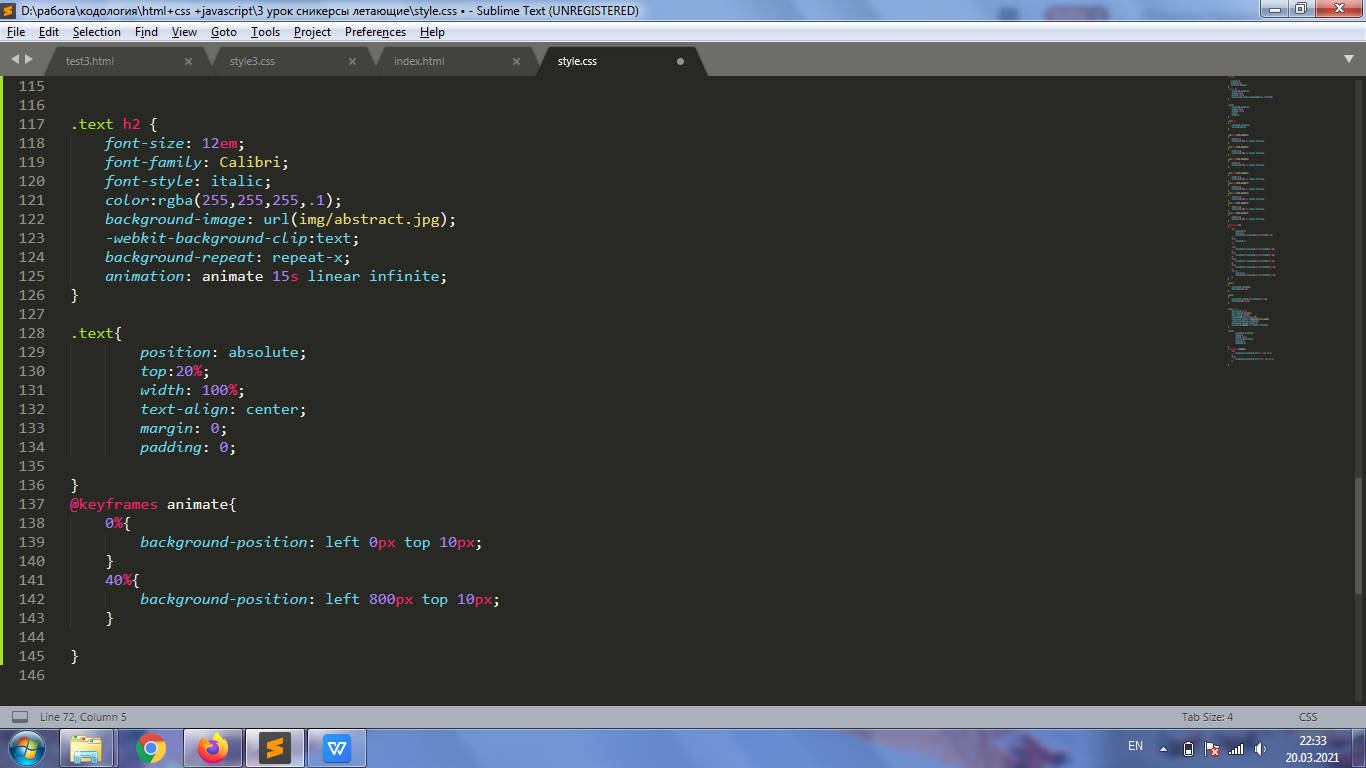 D:\работа\кодология\html+css +javascript\3 урок сникерсы летающие\style.css • - Sublime Text (UNREGISTERED)
File Edit Selection Find View Goto Tools Project Preferences Help
test3.html style3.css index.html style.css
115
116
117 .text h2 {
118 font-size: 12em;
119 font-family: Calibri;
120 font-style: italic;
121 color:rgba(255,255,255,.1);
122 background-image: url(img/abstract.jpg);
123 -webkit-background-clip:text;
124 background-repeat: repeat-x;
125 animation: animate 15s linear infinite;
126 }
127
128 .text{
129 position: absolute;
130 top:20%;
131 width: 100%;
132 text-align: center;
133 margin: 0;
134 padding: 0;
135
136 }
137 @keyframes animate{
138 0%{
139 background-position: left 0px top 10px;
140 }
141 40%{
142 background-position: left 800px top 10px;
143 }
144
145 }
146
Line 72, Column 5 Tab Size: 4 CSS
EN 22:33
20.03.2021